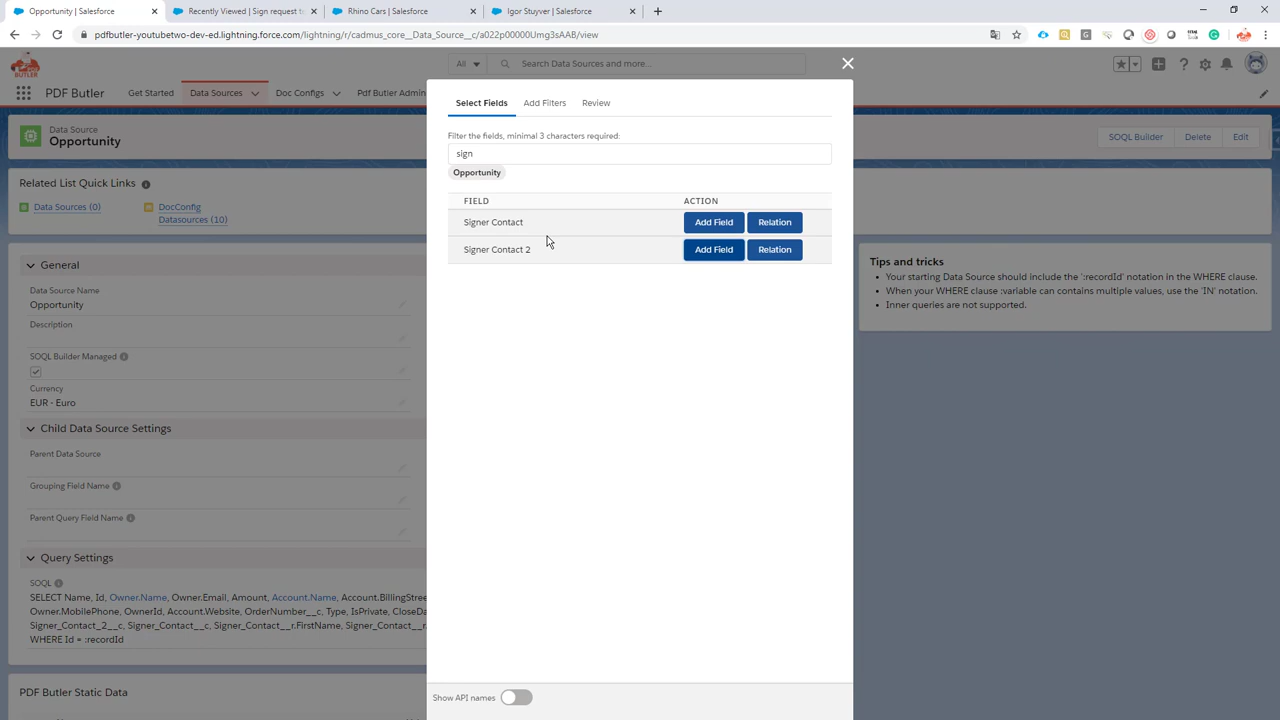 Opportunity | Salesforce
Recently Viewed | Sign request t
Rhino Cars | Salesforce
Igor Stuyver | Salesforce
pdfbutler-youtubetwo-dev-ed.lightning.force.com/lightning/r/cadmus_core__Data_Source__c/a022p00000Umg3sAAB/view
BUTLER
All
Search Data Sources and more...
PDF Butler
Get Started
Data Sources
Doc Configs
Pdf Butler Admin
Data Source
Opportunity
SOQL Builder
Delete
Edit
Related List Quick Links
Data Sources (0)
DocConfig
Datasources (10)
General
Data Source Name
Opportunity
Description
SOQL Builder Managed
Currency
EUR - Euro
Child Data Source Settings
Parent Data Source
Grouping Field Name
Parent Query Field Name
Query Settings
SOQL
SELECT Name, Id, Owner.Name, Owner.Email, Amount, Account.Name, Account.BillingStree
Owner.MobilePhone, OwnerId, Account.Website, OrderNumber__c, Type, IsPrivate, CloseDa
Signer_Contact_2__c, Signer_Contact__c, Signer_Contact__r.FirstName, Signer_Contact__r.
WHERE Id = :recordId
PDF Butler Static Data
Select Fields
Add Filters
Review
Filter the fields, minimal 3 characters required:
sign
Opportunity
FIELD
ACTION
Signer Contact
Add Field
Relation
Signer Contact 2
Add Field
Relation
Show API names
Tips and tricks
Your starting Data Source should include the ':recordId' notation in the WHERE clause.
When your WHERE clause :variable can contains multiple values, use the 'IN' notation.
Inner queries are not supported.